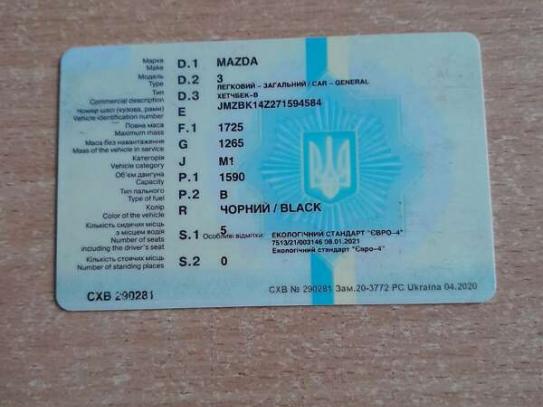 Марка D.1 MAZDA
Make
Модель D.2 3
Type ЛЕГКОВИЙ – ЗАГАЛЬНИЙ / CAR – GENERAL
Тип D.3 ХЕТЧБЕК-В
Commercial description
Номер шасі (кузова, рами) E JMZBK14Z271594584
Vehicle identification number
Повна маса F.1 1725
Maximum mass
Маса без навантаження G 1265
Mass of the vehicle in service
Категорія J M1
Vehicle category
Об'єм двигуна P.1 1590
Capacity
Тип пального P.2 B
Type of fuel
Колір R ЧОРНИЙ / BLACK
Color of the vehicle
Кількість сидячих місць
з місцем водія S.1 5
Number of seats
including the driver's seat
Особливі відмітки: ЕКОЛОГІЧНИЙ СТАНДАРТ "ЄВРО-4"
7513/21/003146 08.01.2021
Екологічний стандарт "Євро-4"
Кількість стоячих місць S.2 0
Number of standing places
СХВ 290281
СХВ № 290281 Зам.20-3772 РС Ukraina 04.2020